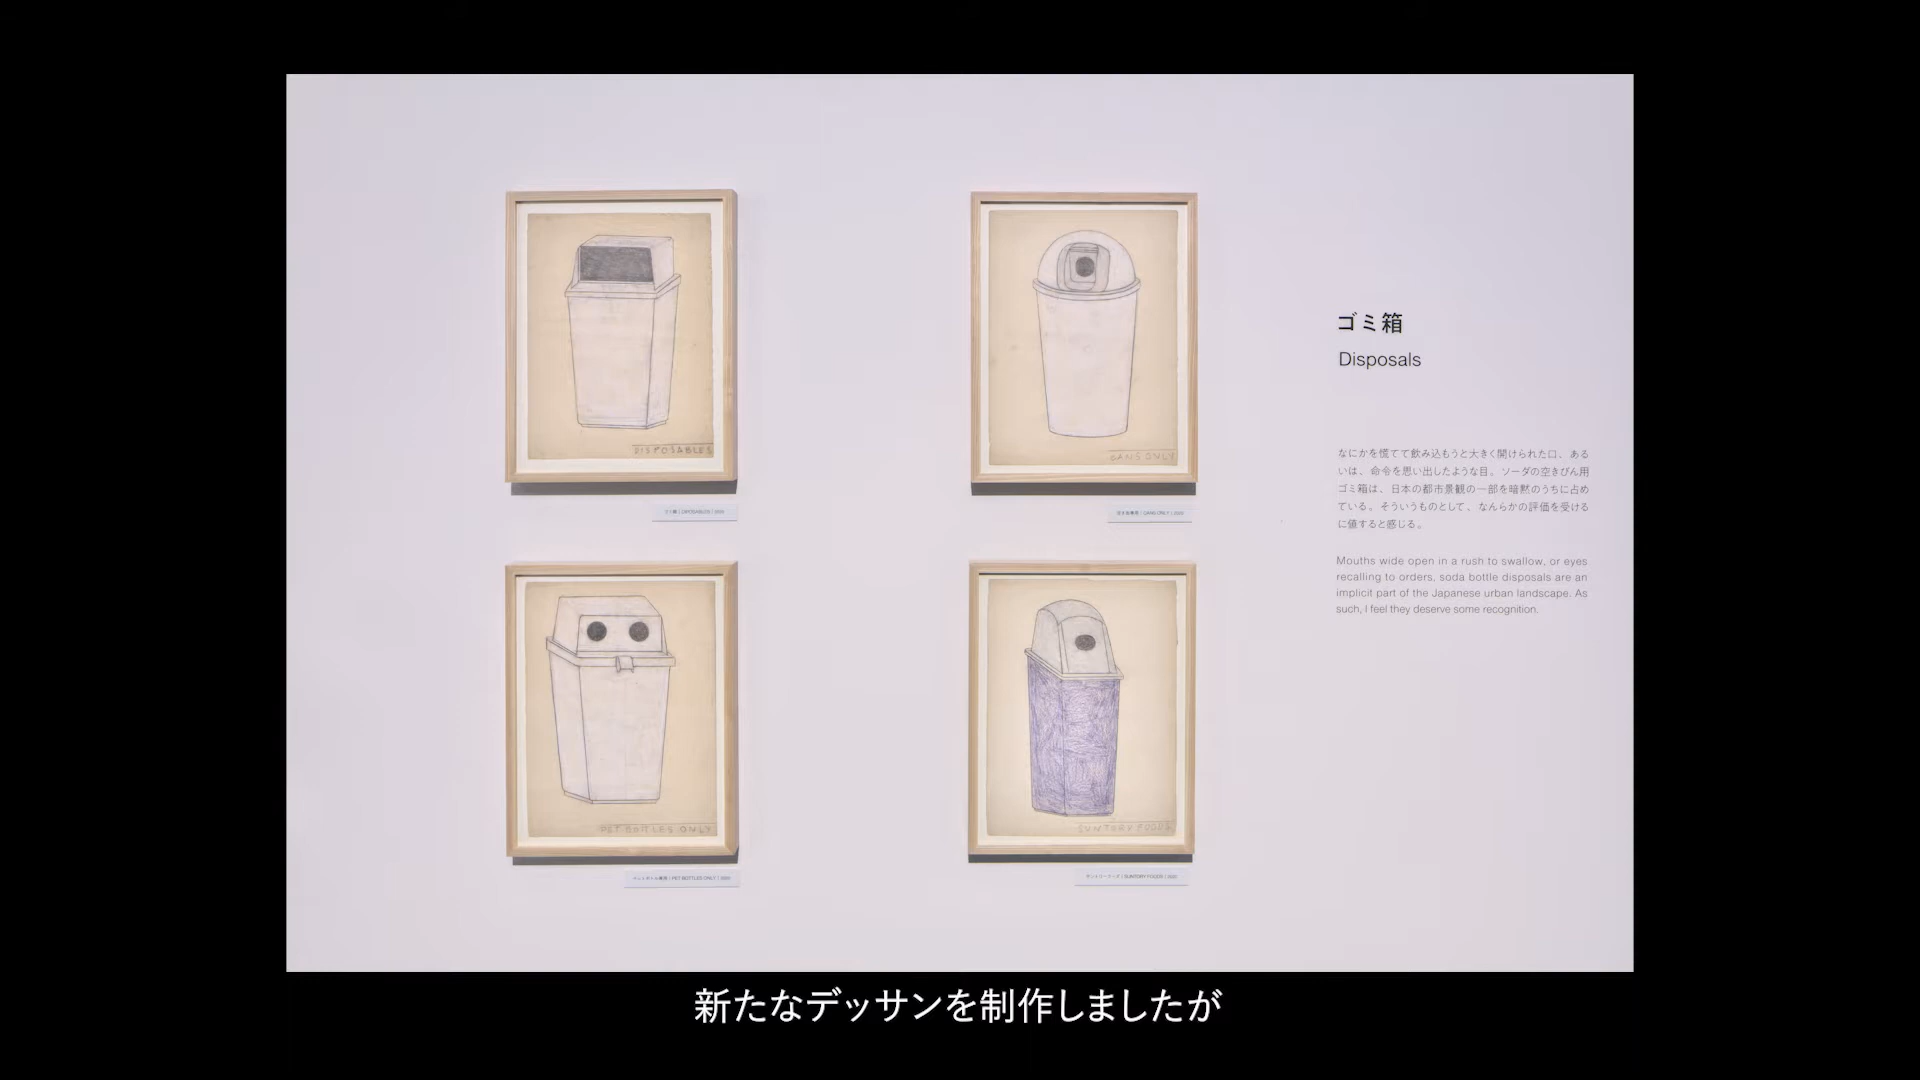 DISPOSABLES
CANS ONLY
PET BOTTLES ONLY
SUNTORY FOODS
ゴミ箱
Disposals
なにかを慌てて飲み込もうと大きく開けられた口、ある
いは、命令を思い出したような目。ソーダの空きびん用
ゴミ箱は、日本の都市景観の一部を暗黙のうちに占め
ている。そういうものとして、なんらかの評価を受ける
に値すると感じる。
Mouths wide open in a rush to swallow, or eyes
recalling to orders, soda bottle disposals are an
implicit part of the Japanese urban landscape. As
such, I feel they deserve some recognition.
新たなデッサンを制作しましたが